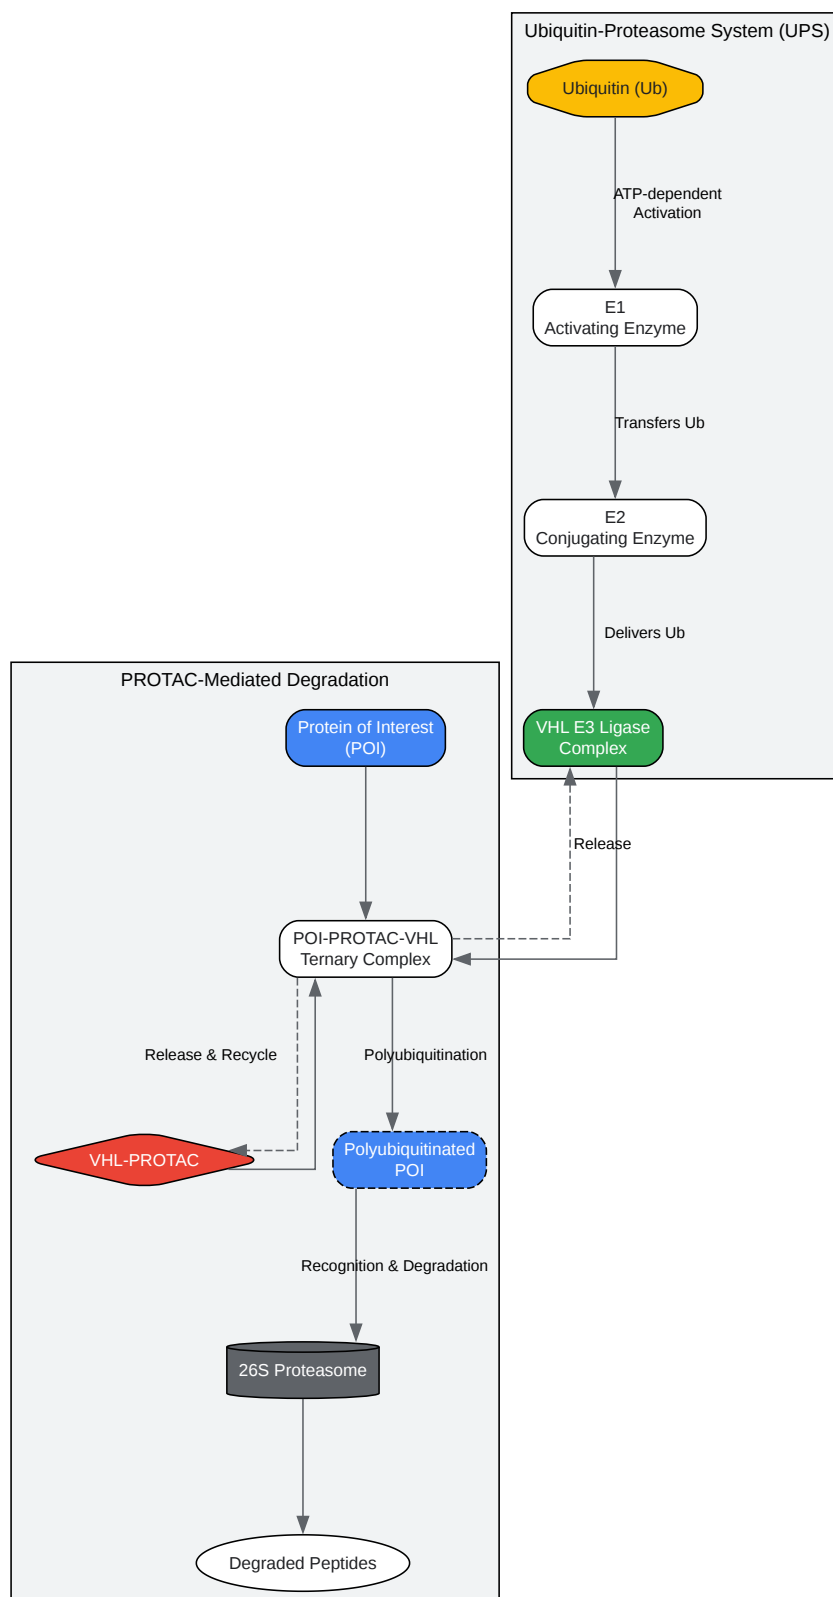 Ubiquitin-Proteasome System (UPS)
Ubiquitin (Ub)
ATP-dependent
Activation
E1
Activating Enzyme
Transfers Ub
E2
Conjugating Enzyme
Delivers Ub
VHL E3 Ligase
Complex
Release
PROTAC-Mediated Degradation
Protein of Interest
(POI)
POI-PROTAC-VHL
Ternary Complex
Release & Recycle
Polyubiquitination
VHL-PROTAC
Polyubiquitinated
POI
Recognition & Degradation
26S Proteasome
Degraded Peptides